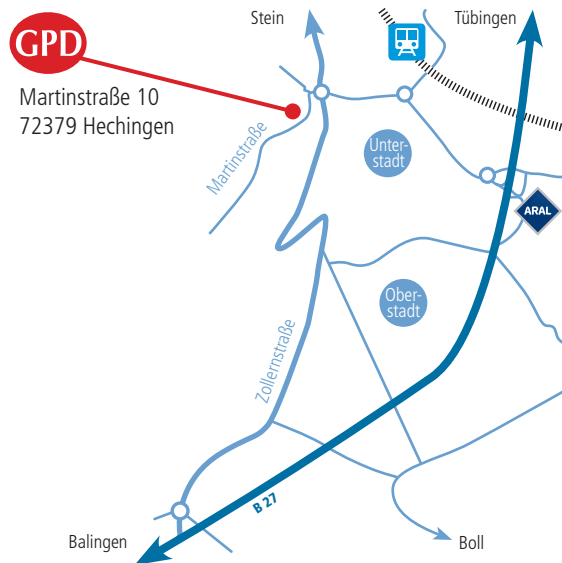 Stein
Tübingen
GPD
Martinstraße 10
72379 Hechingen
Martinstraße
Unter-
stadt
ARAL
Ober-
stadt
Zollernstraße
B 27
Balingen
Boll